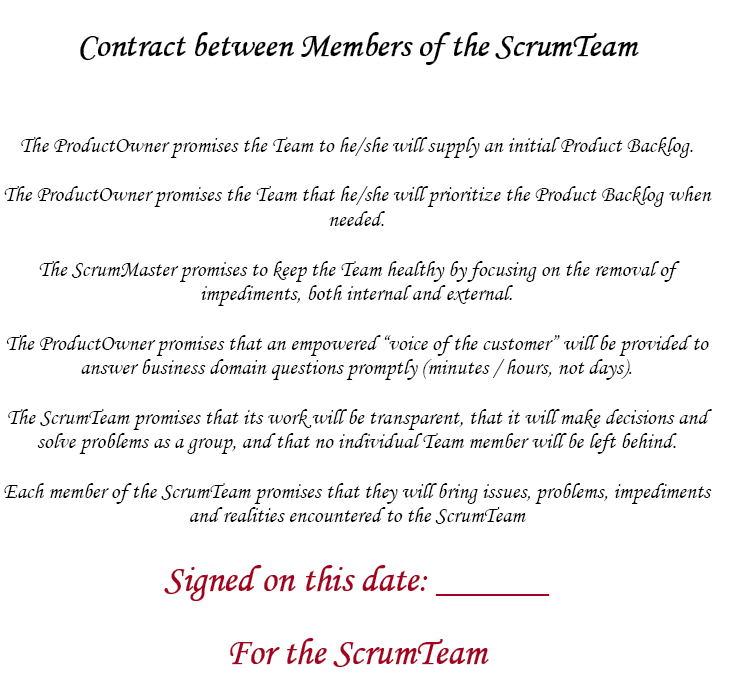 Contract between Members of the ScrumTeam
The ProductOwner promises the Team to he/she will supply an initial Product Backlog.
The ProductOwner promises the Team that he/she will prioritize the Product Backlog when
needed.
The ScrumMaster promises to keep the Team healthy by focusing on the removal of
impediments, both internal and external.
The ProductOwner promises that an empowered “voice of the customer” will be provided to
answer business domain questions promptly (minutes / hours, not days).
The ScrumTeam promises that its work will be transparent, that it will make decisions and
solve problems as a group, and that no individual Team member will be left behind.
Each member of the ScrumTeam promises that they will bring issues, problems, impediments
and realities encountered to the ScrumTeam
Signed on this date: ______
For the ScrumTeam